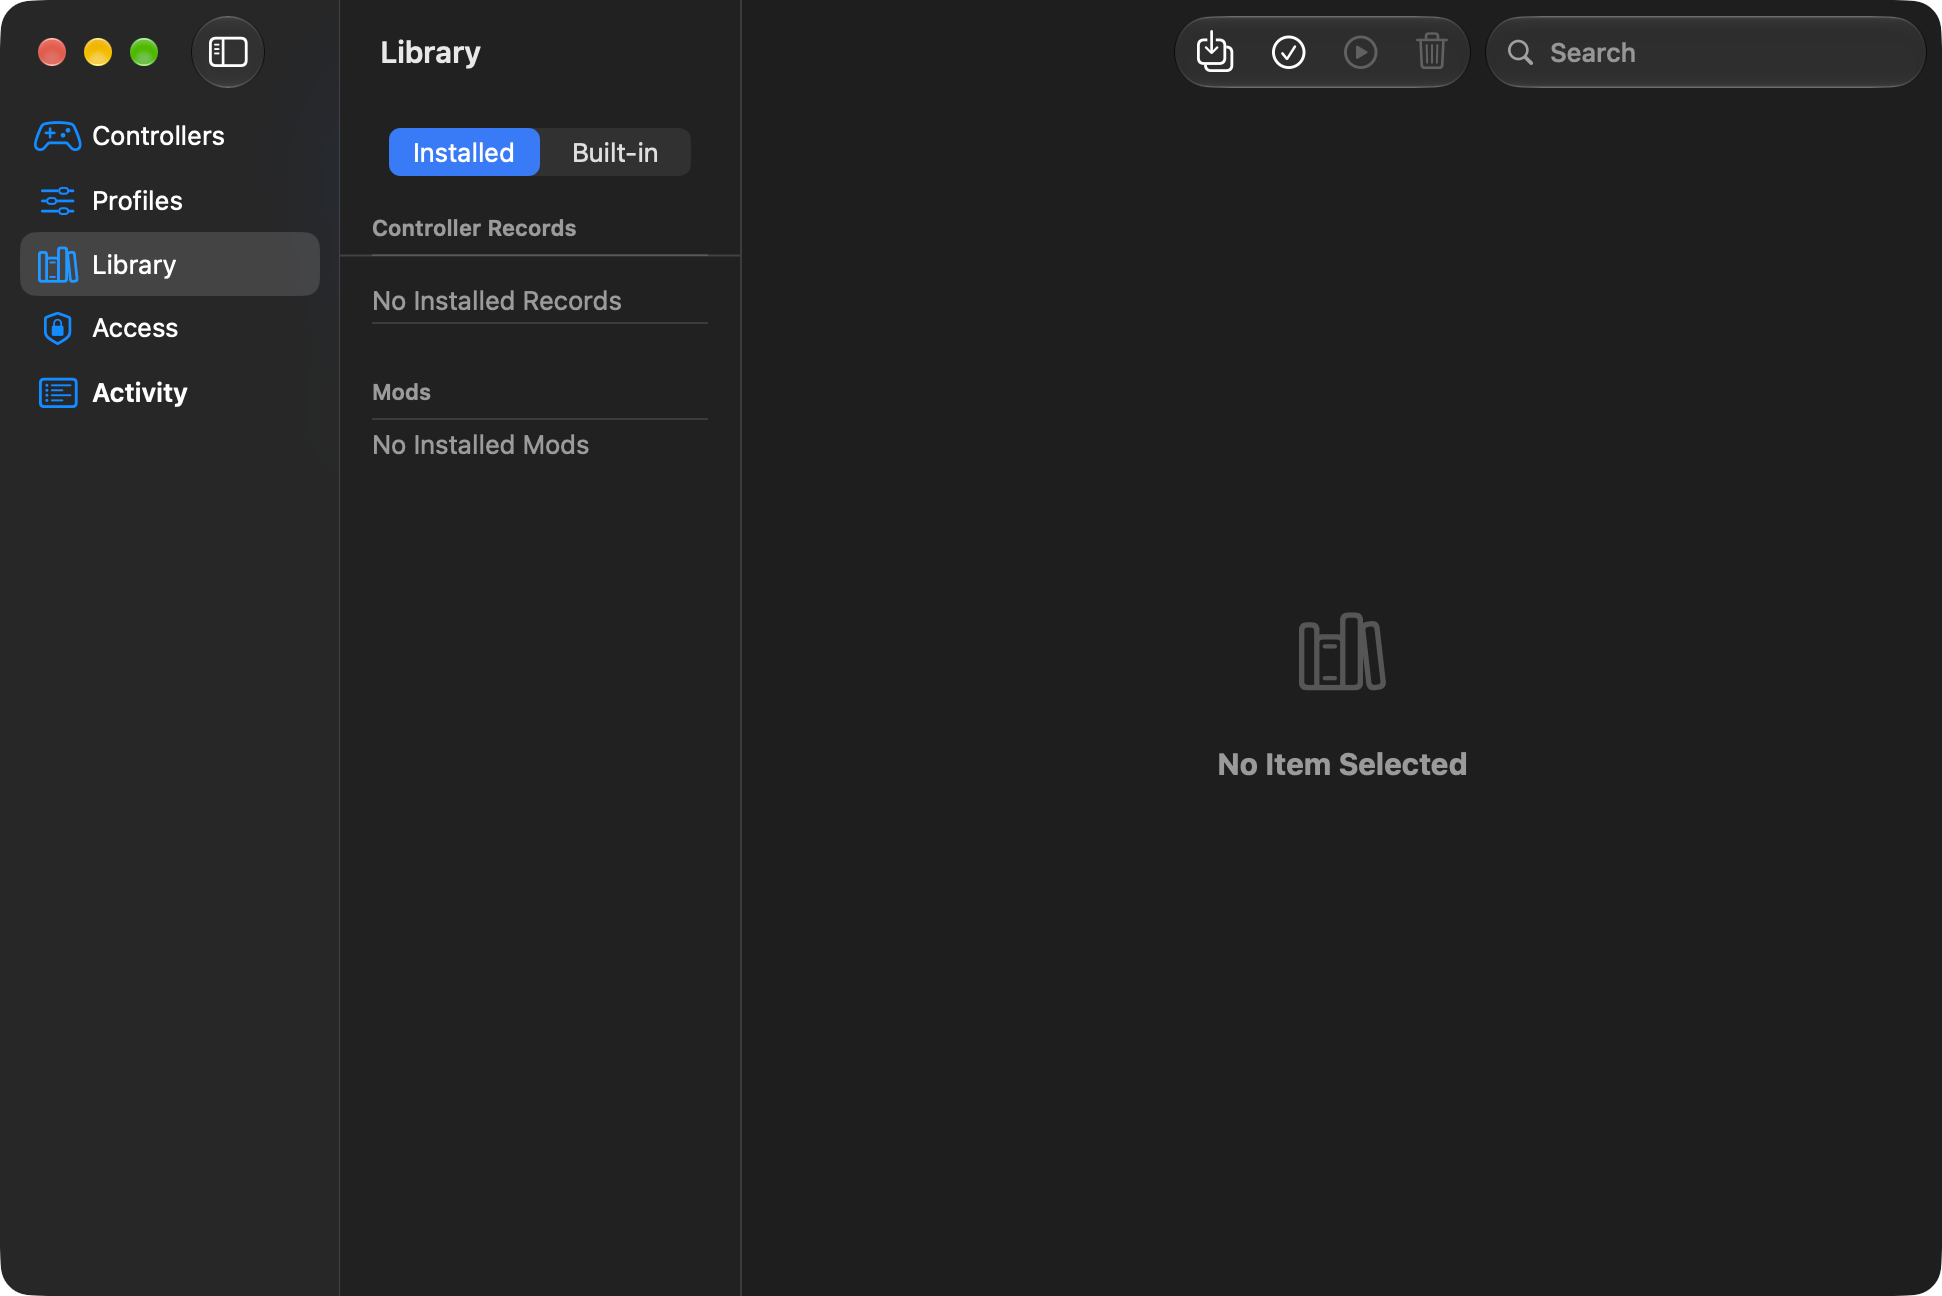 Library
Search
Controllers
Profiles
Library
Access
Activity
Installed
Built-in
Controller Records
No Installed Records
Mods
No Installed Mods
No Item Selected